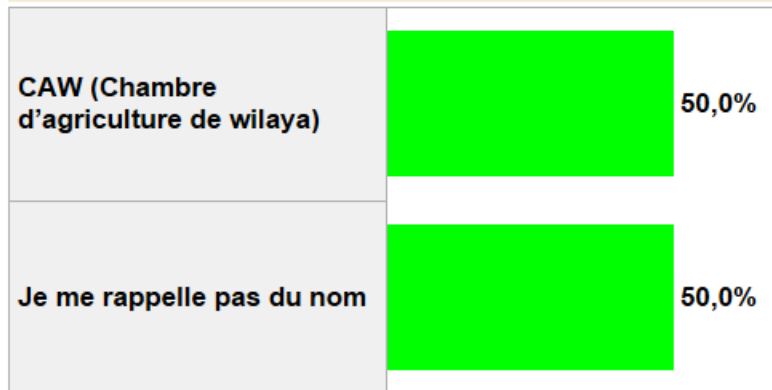 CAW (Chambre
d’agriculture de wilaya)
50,0%
Je me rappelle pas du nom
50,0%